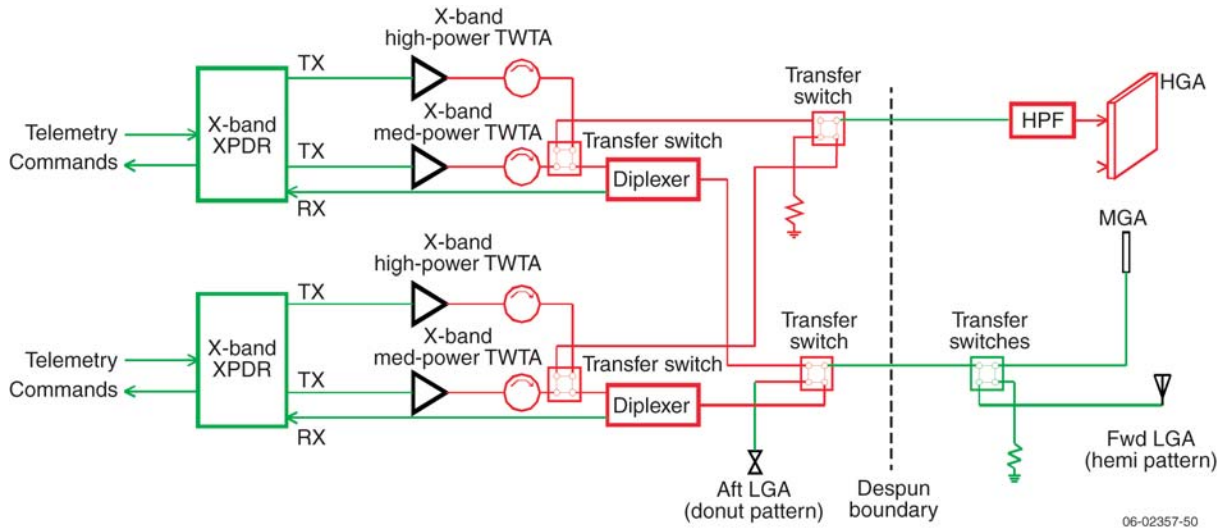 X-band
high-power TWTA
TX
Transfer
switch
HGA
X-band
XPDR
X-band
med-power TWTA
HPF
Telemetry
Commands
TX
Transfer switch
Diplexer
RX
MGA
X-band
high-power TWTA
TX
Transfer
switch
Transfer
switches
X-band
XPDR
X-band
med-power TWTA
Telemetry
Commands
TX
Transfer switch
Diplexer
RX
Fwd LGA
(hemi pattern)
Aft LGA
(donut pattern)
Despun
boundary
06-02357-50